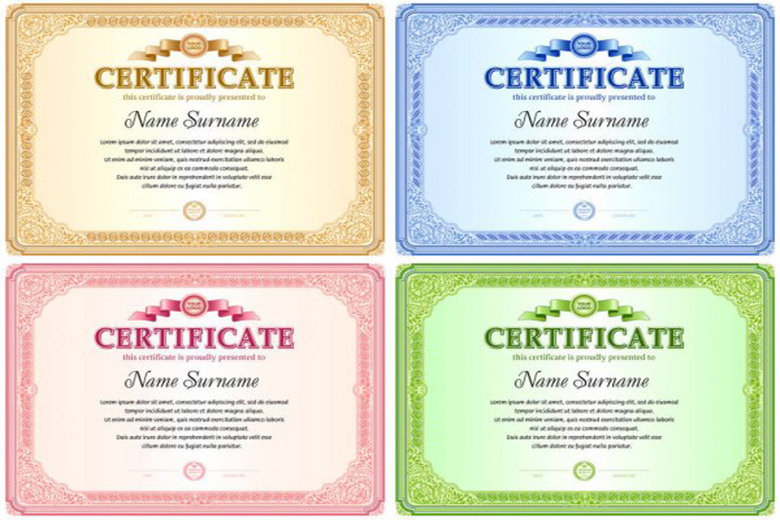 YOUR LOGO
CERTIFICATE
this certificate is proudly presented to
Name Surname
Lorem ipsum dolor sit amet, consectetur adipiscing elit, sed do eiusmod
tempor incididunt ut labore et dolore magna aliqua.
Ut enim ad minim veniam, quis nostrud exercitation ullamco laboris
nisi ut aliquip ex ea commodo consequat.
Duis aute irure dolor in reprehenderit in voluptate velit esse
cillum dolore eu fugiat nulla pariatur.
YOUR LOGO
CERTIFICATE
this certificate is proudly presented to
Name Surname
Lorem ipsum dolor sit amet, consectetur adipiscing elit, sed do eiusmod
tempor incididunt ut labore et dolore magna aliqua.
Ut enim ad minim veniam, quis nostrud exercitation ullamco laboris
nisi ut aliquip ex ea commodo consequat.
Duis aute irure dolor in reprehenderit in voluptate velit esse
cillum dolore eu fugiat nulla pariatur.
YOUR LOGO
CERTIFICATE
this certificate is proudly presented to
Name Surname
Lorem ipsum dolor sit amet, consectetur adipiscing elit, sed do eiusmod
tempor incididunt ut labore et dolore magna aliqua.
Ut enim ad minim veniam, quis nostrud exercitation ullamco laboris
nisi ut aliquip ex ea commodo consequat.
Duis aute irure dolor in reprehenderit in voluptate velit esse
cillum dolore eu fugiat nulla pariatur.
YOUR LOGO
CERTIFICATE
this certificate is proudly presented to
Name Surname
Lorem ipsum dolor sit amet, consectetur adipiscing elit, sed do eiusmod
tempor incididunt ut labore et dolore magna aliqua.
Ut enim ad minim veniam, quis nostrud exercitation ullamco laboris
nisi ut aliquip ex ea commodo consequat.
Duis aute irure dolor in reprehenderit in voluptate velit esse
cillum dolore eu fugiat nulla pariatur.